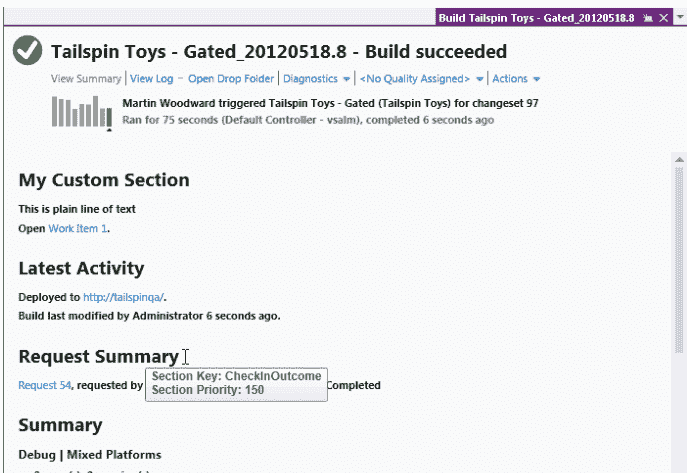 Build Tailspin Toys - Gated_20120518.8
Tailspin Toys - Gated_20120518.8 - Build succeeded
View Summary | View Log - Open Drop Folder | Diagnostics | <No Quality Assigned> | Actions
Martin Woodward triggered Tailspin Toys - Gated (Tailspin Toys) for changeset 97
Ran for 75 seconds (Default Controller - vsalm), completed 6 seconds ago
My Custom Section
This is plain line of text
Open Work Item 1.
Latest Activity
Deployed to http://tailspinqa/.
Build last modified by Administrator 6 seconds ago.
Request Summary
Section Key: CheckInOutcome
Section Priority: 150
Request 54, requested by Completed
Summary
Debug | Mixed Platforms